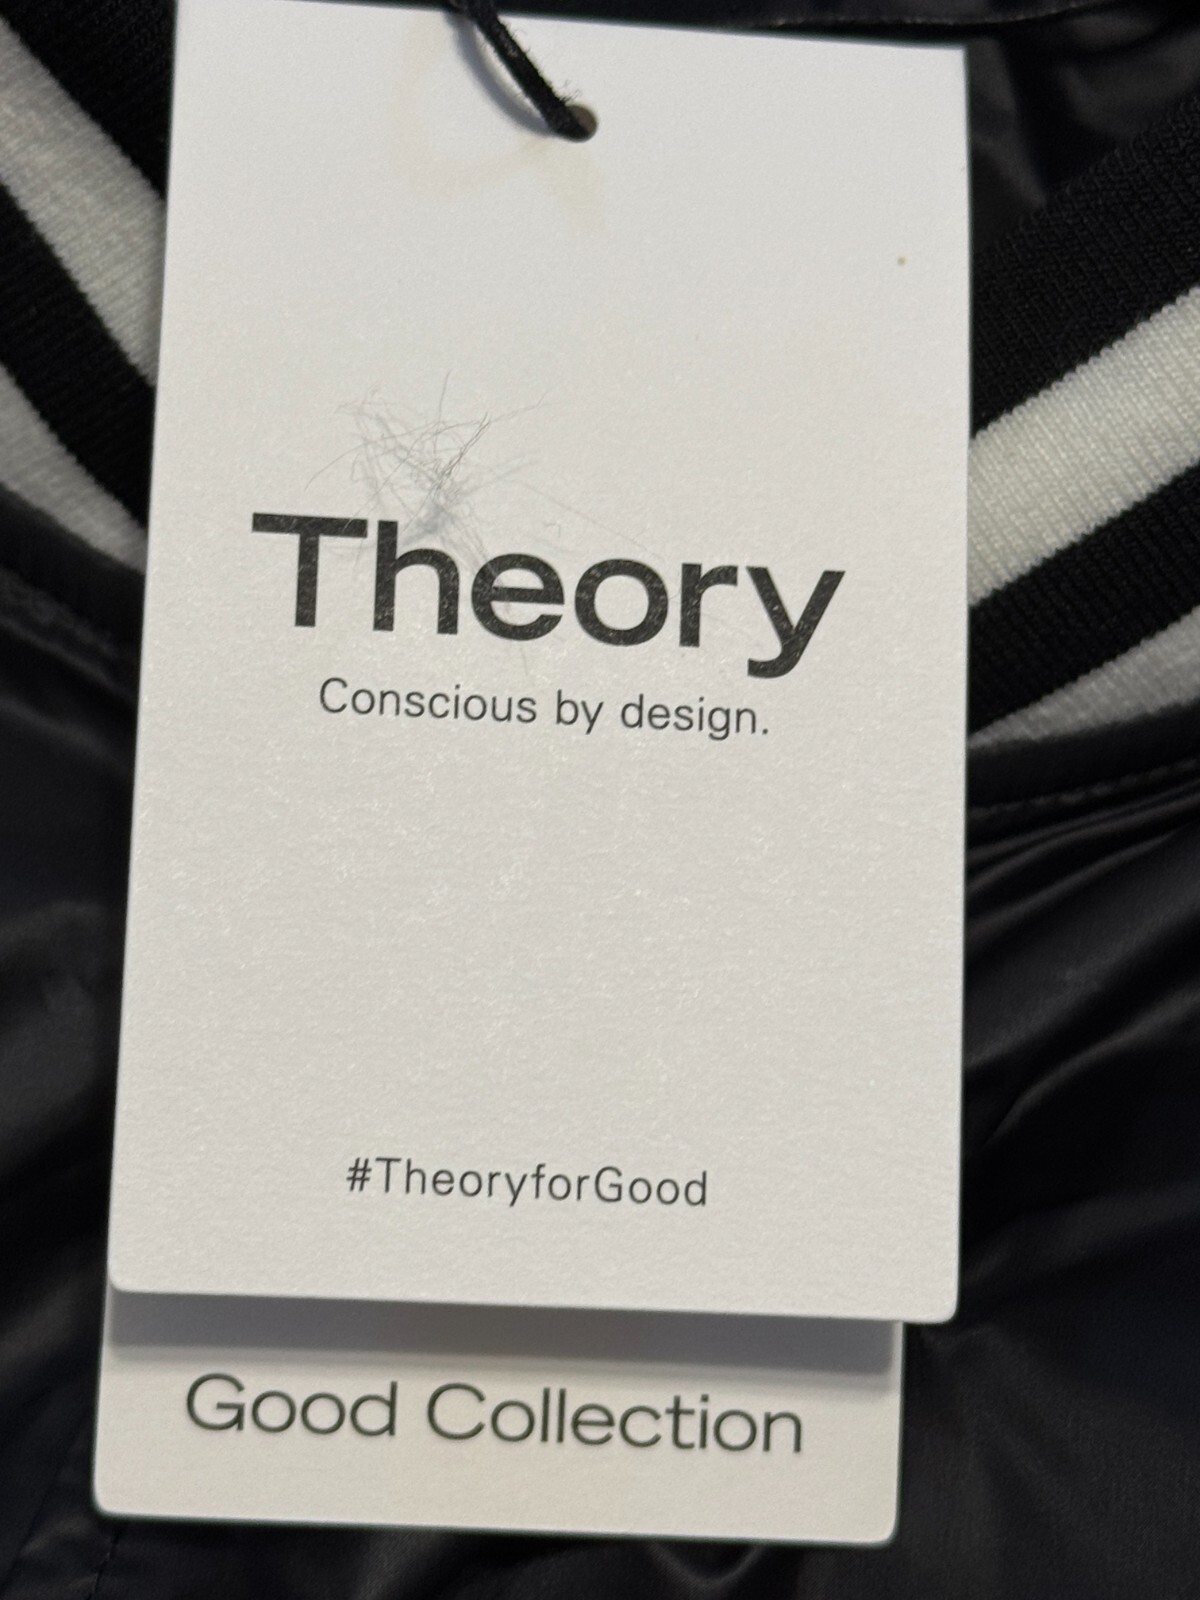 Theory
Conscious by design.
#TheoryforGood
Good Collection